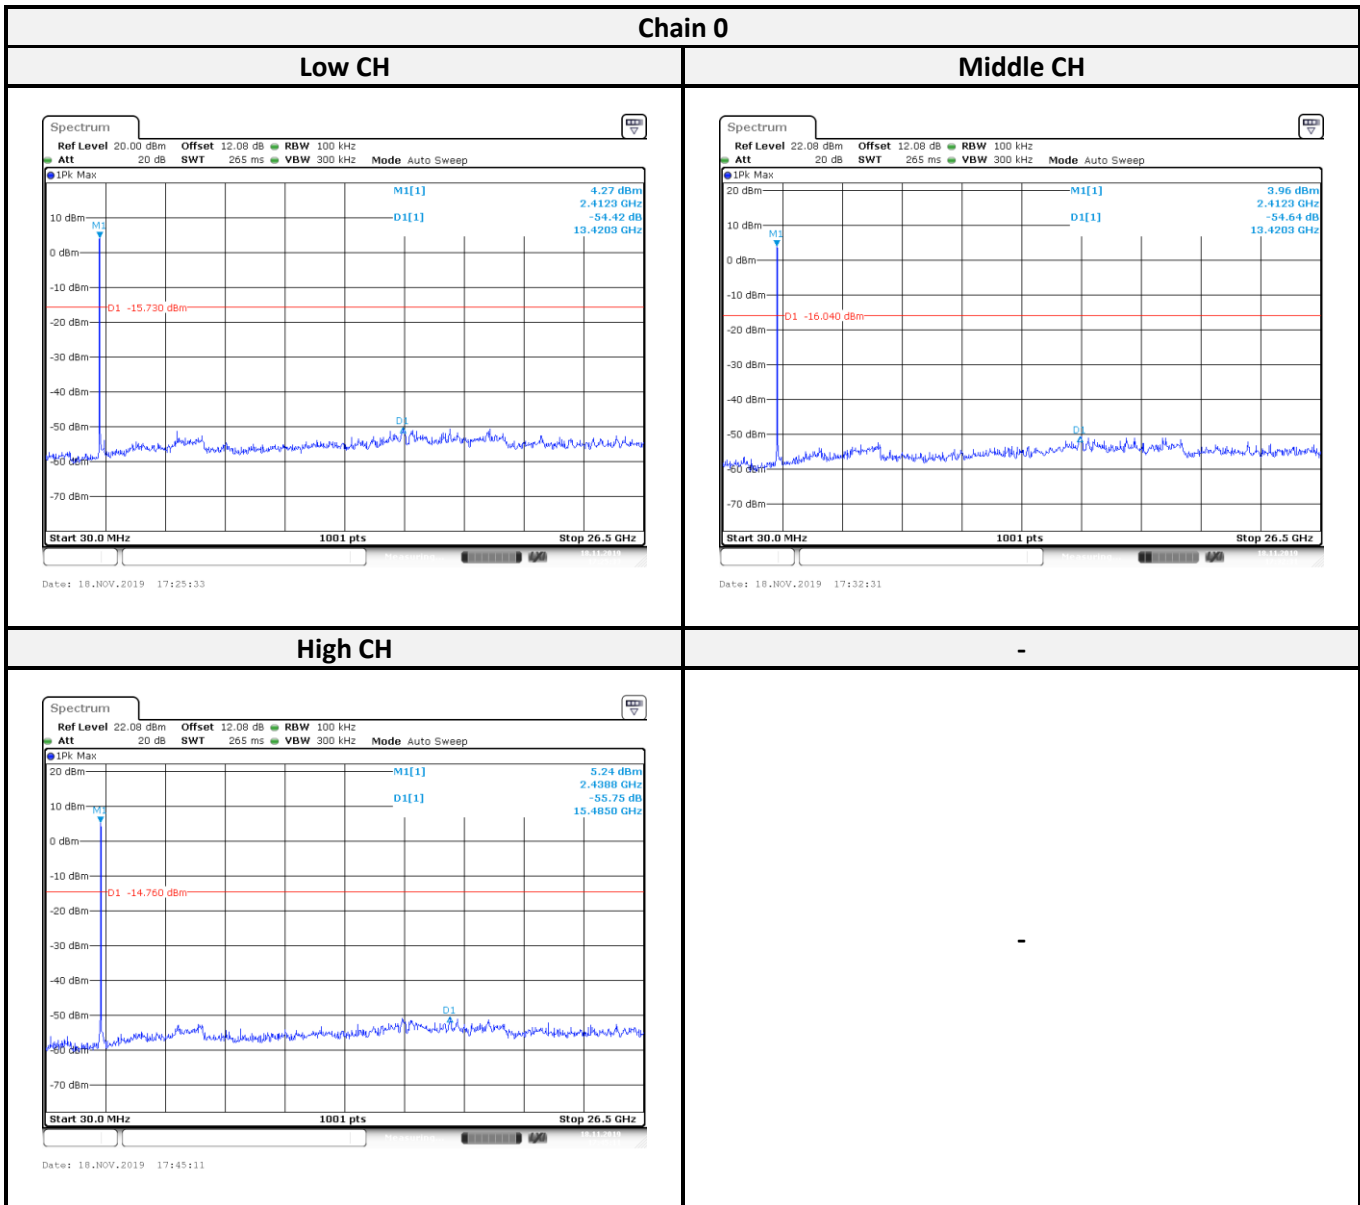 Chain 0
Low CH
Middle CH
Spectrum
Ref Level 20.00 dBm Offset 12.08 dB RBW 100 kHz
Att 20 dB SWT 265 ms VBW 300 kHz Mode Auto Sweep
1Pk Max
M1[1] 4.27 dBm
2.4123 GHz
10 dBm
D1[1] -54.42 dB
13.4203 GHz
M1
0 dBm
-10 dBm
D1 -15.730 dBm
-20 dBm
-30 dBm
-40 dBm
D1
-50 dBm
-60 dBm
-70 dBm
Start 30.0 MHz 1001 pts Stop 26.5 GHz
Date: 18.NOV.2019 17:25:33
Spectrum
Ref Level 22.08 dBm Offset 12.08 dB RBW 100 kHz
Att 20 dB SWT 265 ms VBW 300 kHz Mode Auto Sweep
1Pk Max
20 dBm
M1[1] 3.96 dBm
2.4123 GHz
D1[1] -54.64 dB
10 dBm
13.4203 GHz
M1
0 dBm
-10 dBm
D1 -16.040 dBm
-20 dBm
-30 dBm
-40 dBm
D1
-50 dBm
-60 dBm
-70 dBm
Start 30.0 MHz 1001 pts Stop 26.5 GHz
Date: 18.NOV.2019 17:32:31
High CH
-
Spectrum
Ref Level 22.08 dBm Offset 12.08 dB RBW 100 kHz
Att 20 dB SWT 265 ms VBW 300 kHz Mode Auto Sweep
1Pk Max
20 dBm
M1[1] 5.24 dBm
2.4388 GHz
D1[1] -55.75 dB
10 dBm
15.4850 GHz
M1
0 dBm
-10 dBm
D1 -14.760 dBm
-20 dBm
-30 dBm
-40 dBm
D1
-50 dBm
-60 dBm
-70 dBm
Start 30.0 MHz 1001 pts Stop 26.5 GHz
Date: 18.NOV.2019 17:45:11
-